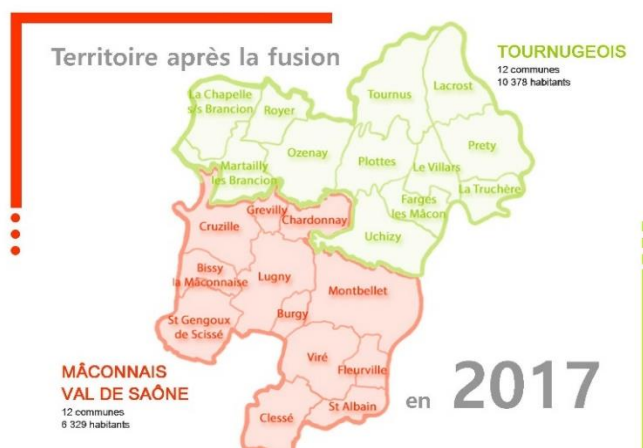 Territoire après la fusion
TOURNUGEOIS
12 communes
10 378 habitants
La Chapelle
s/s Brancion
Royer
Tournus
Lacrost
Martailly
les Brancion
Ozenay
Plottes
Le Villars
Prety
La Truchère
Farges
les Mâcon
Uchizy
Cruzille
Grevilly
Chardonnay
Bissy
la Mâconnaise
Lugny
Montbellet
St Gengoux
de Scissé
Burgy
Viré
Fleurville
Clessé
St Albain
MÂCONNAIS
VAL DE SAÔNE
12 communes
6 329 habitants
en 2017